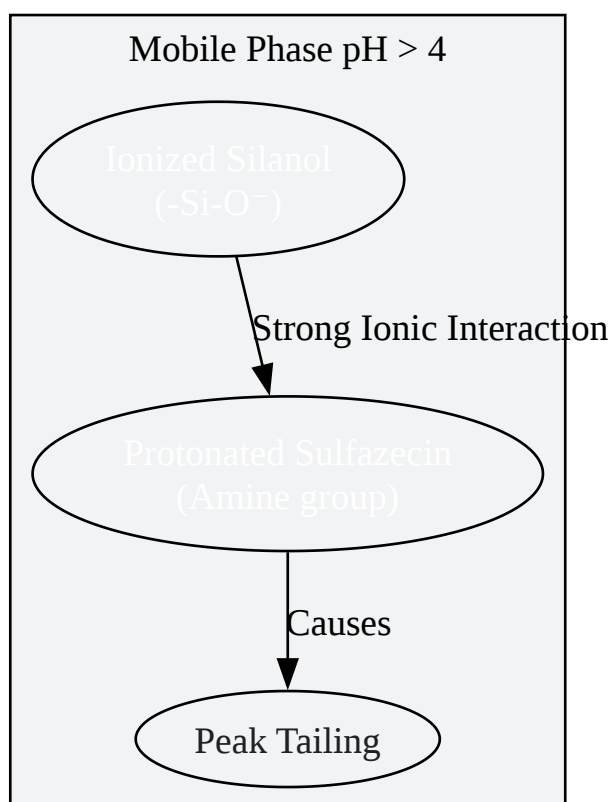 Mobile Phase pH > 4
Ionized Silanol
(-Si-O⁻)
Strong Ionic Interaction
Protonated Sulfazecin
(Amine group)
Causes
Peak Tailing